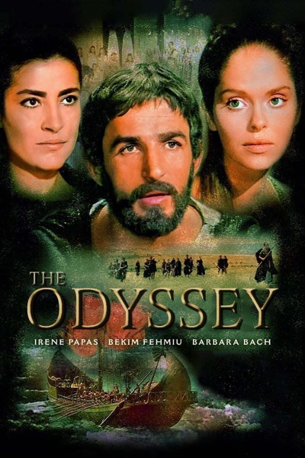 THE
ODYSSEY
IRENE PAPAS BEKIM FEHMIU BARBARA BACH